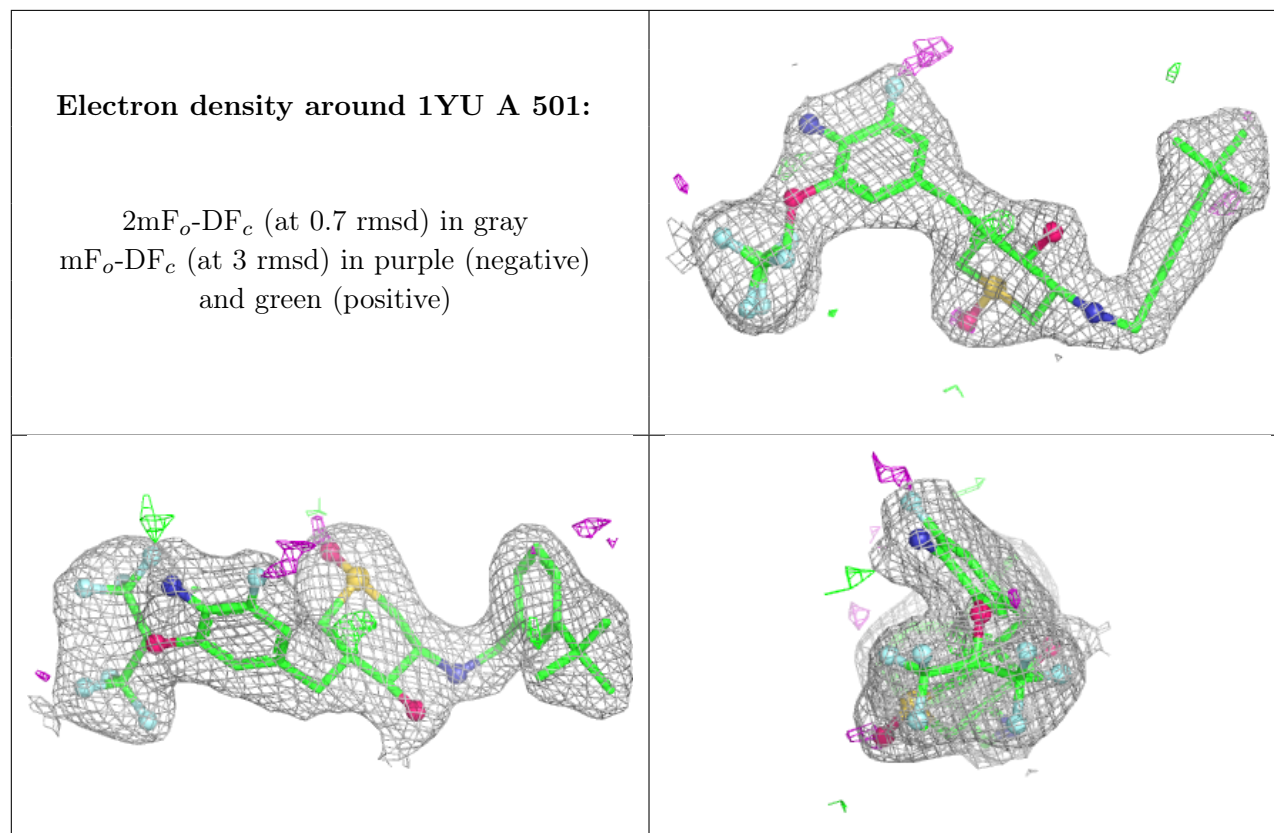 Electron density around 1YU A 501:
2mFo-DFc (at 0.7 rmsd) in gray
mFo-DFc (at 3 rmsd) in purple (negative)
and green (positive)